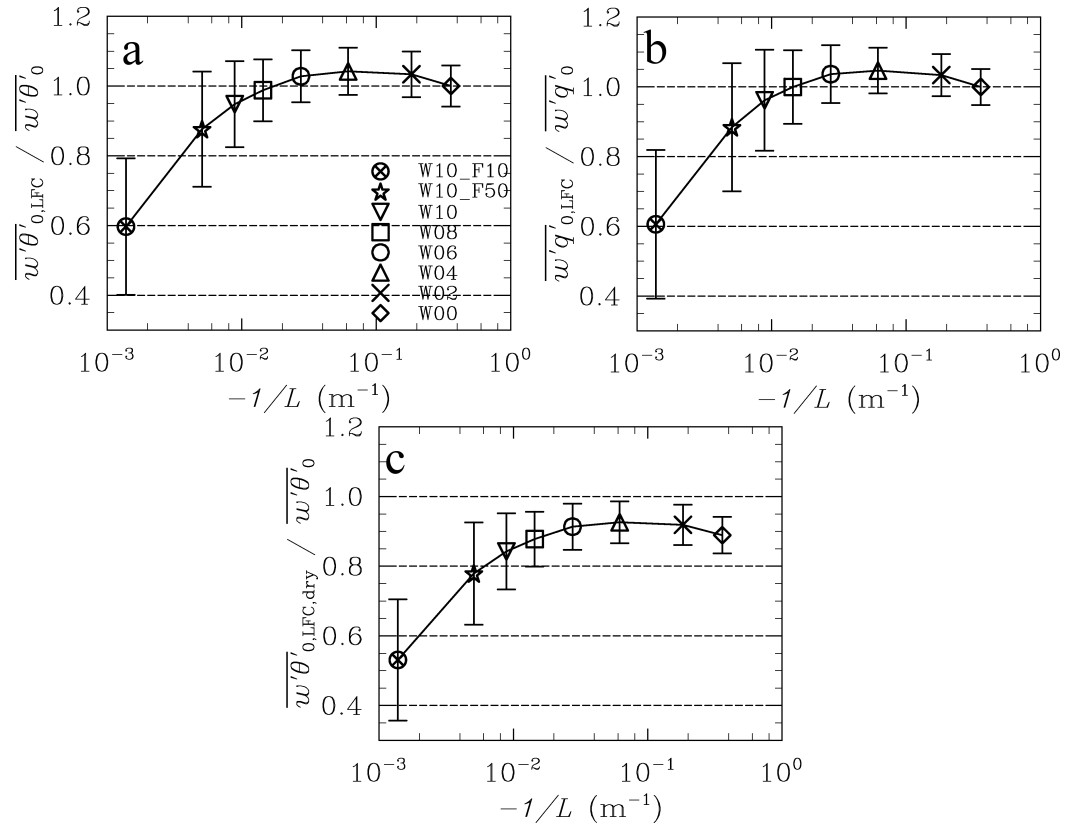 a
1.2
1.0
0.8
0.6
0.4
w'θ'0,LFC / w'θ'0
W10_F10
W10_F50
W10
W08
W06
W04
W02
W00
10-3 10-2 10-1 100
-1/L (m-1)
b
1.2
1.0
0.8
0.6
0.4
w'q'0,LFC / w'q'0
10-3 10-2 10-1 100
-1/L (m-1)
c
1.2
1.0
0.8
0.6
0.4
w'θ'0,LFC,dry / w'θ'0
10-3 10-2 10-1 100
-1/L (m-1)